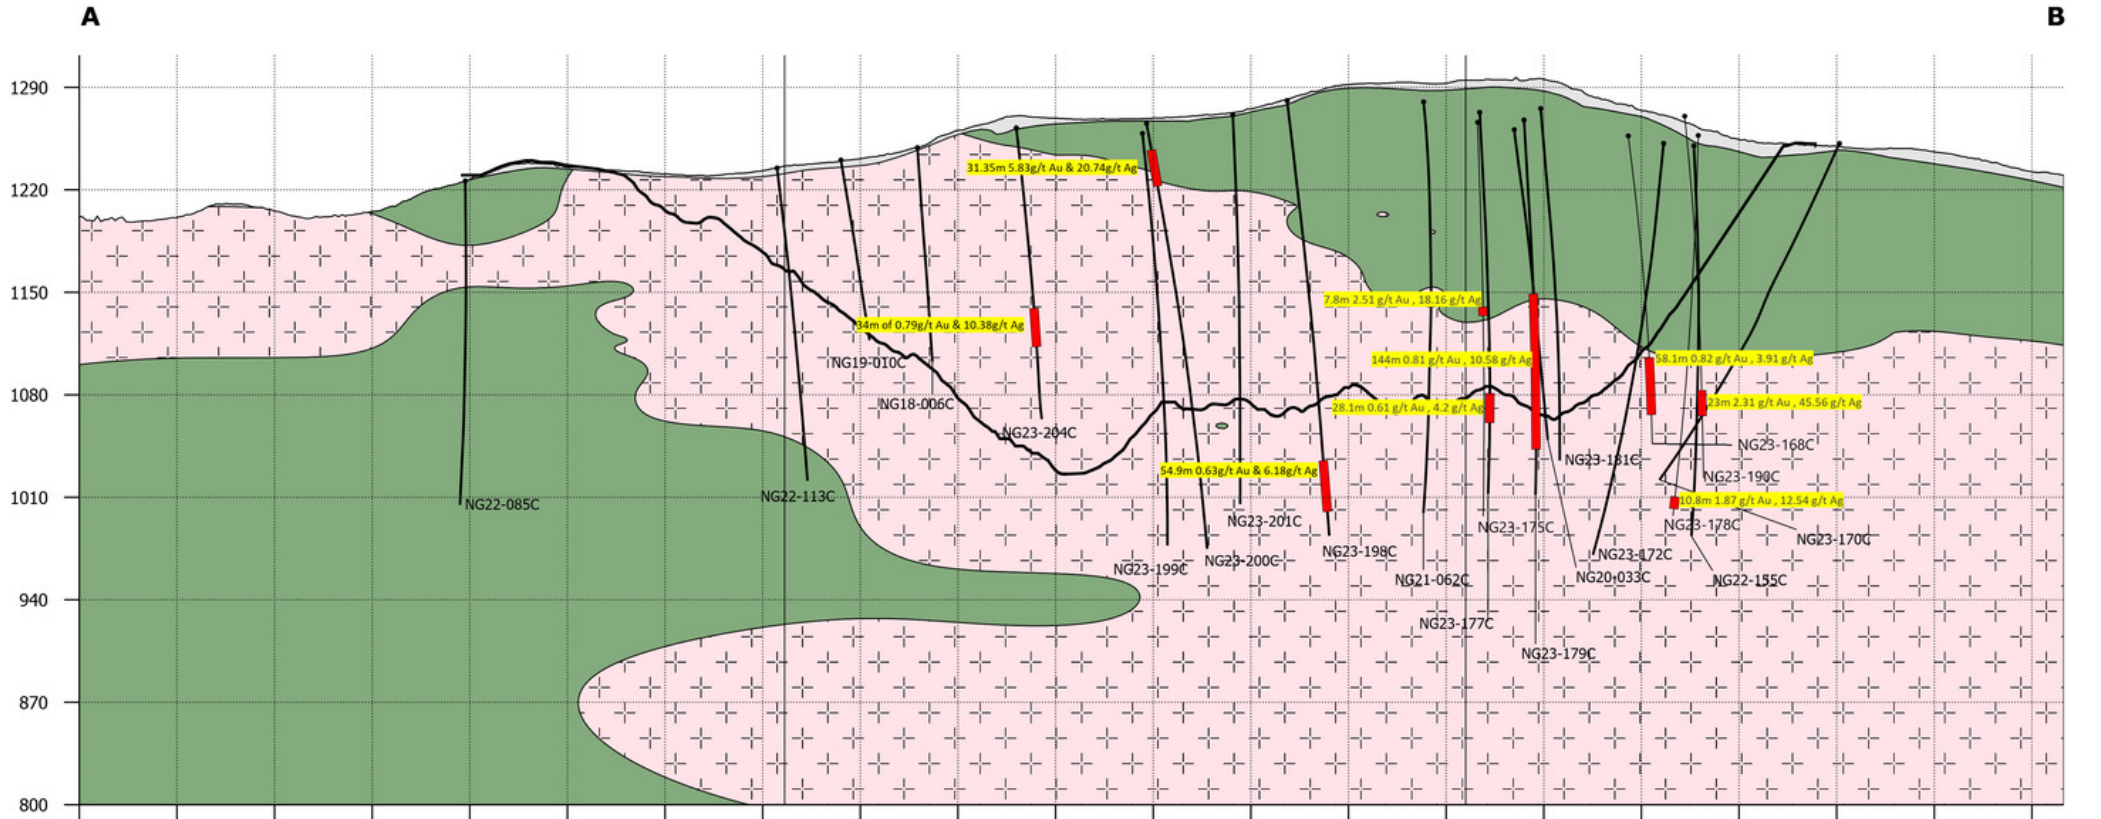 A
B
1290
1220
1150
1080
1010
940
870
800
31.35m 5.83g/t Au & 20.74g/t Ag
7.8m 2.51 g/t Au , 18.16 g/t Ag
34m of 0.79g/t Au & 10.38g/t Ag
144m 0.81 g/t Au , 10.58 g/t Ag
58.1m 0.82 g/t Au , 3.91 g/t Ag
NG19-010C
NG18-006C
28.1m 0.61 g/t Au , 4.2 g/t Ag
23m 2.31 g/t Au , 45.56 g/t Ag
NG23-204C
NG23-168C
NG23-181C
54.9m 0.63g/t Au & 6.18g/t Ag
NG23-190C
NG22-085C
NG22-113C
10.8m 1.87 g/t Au , 12.54 g/t Ag
NG23-201C
NG23-175C
NG23-178C
NG23-170C
NG23-198C
NG23-172C
NG23-200C
NG23-199C
NG21-062C
NG20-033C
NG22-155C
NG23-177C
NG23-179C